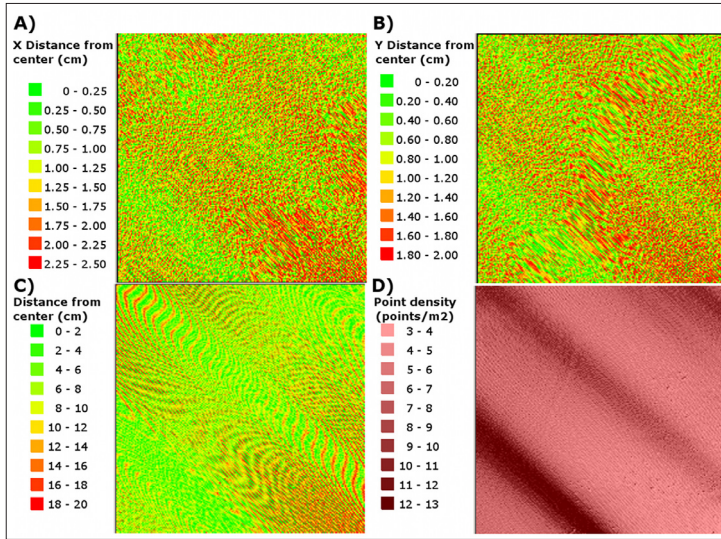 A)
X Distance from
center (cm)
0 - 0.25
0.25 - 0.50
0.50 - 0.75
0.75 - 1.00
1.00 - 1.25
1.25 - 1.50
1.50 - 1.75
1.75 - 2.00
2.00 - 2.25
2.25 - 2.50
B)
Y Distance from
center (cm)
0 - 0.20
0.20 - 0.40
0.40 - 0.60
0.60 - 0.80
0.80 - 1.00
1.00 - 1.20
1.20 - 1.40
1.40 - 1.60
1.60 - 1.80
1.80 - 2.00
C)
Distance from
center (cm)
0 - 2
2 - 4
4 - 6
6 - 8
8 - 10
10 - 12
12 - 14
14 - 16
16 - 18
18 - 20
D)
Point density
(points/m2)
3 - 4
4 - 5
5 - 6
6 - 7
7 - 8
8 - 9
9 - 10
10 - 11
11 - 12
12 - 13